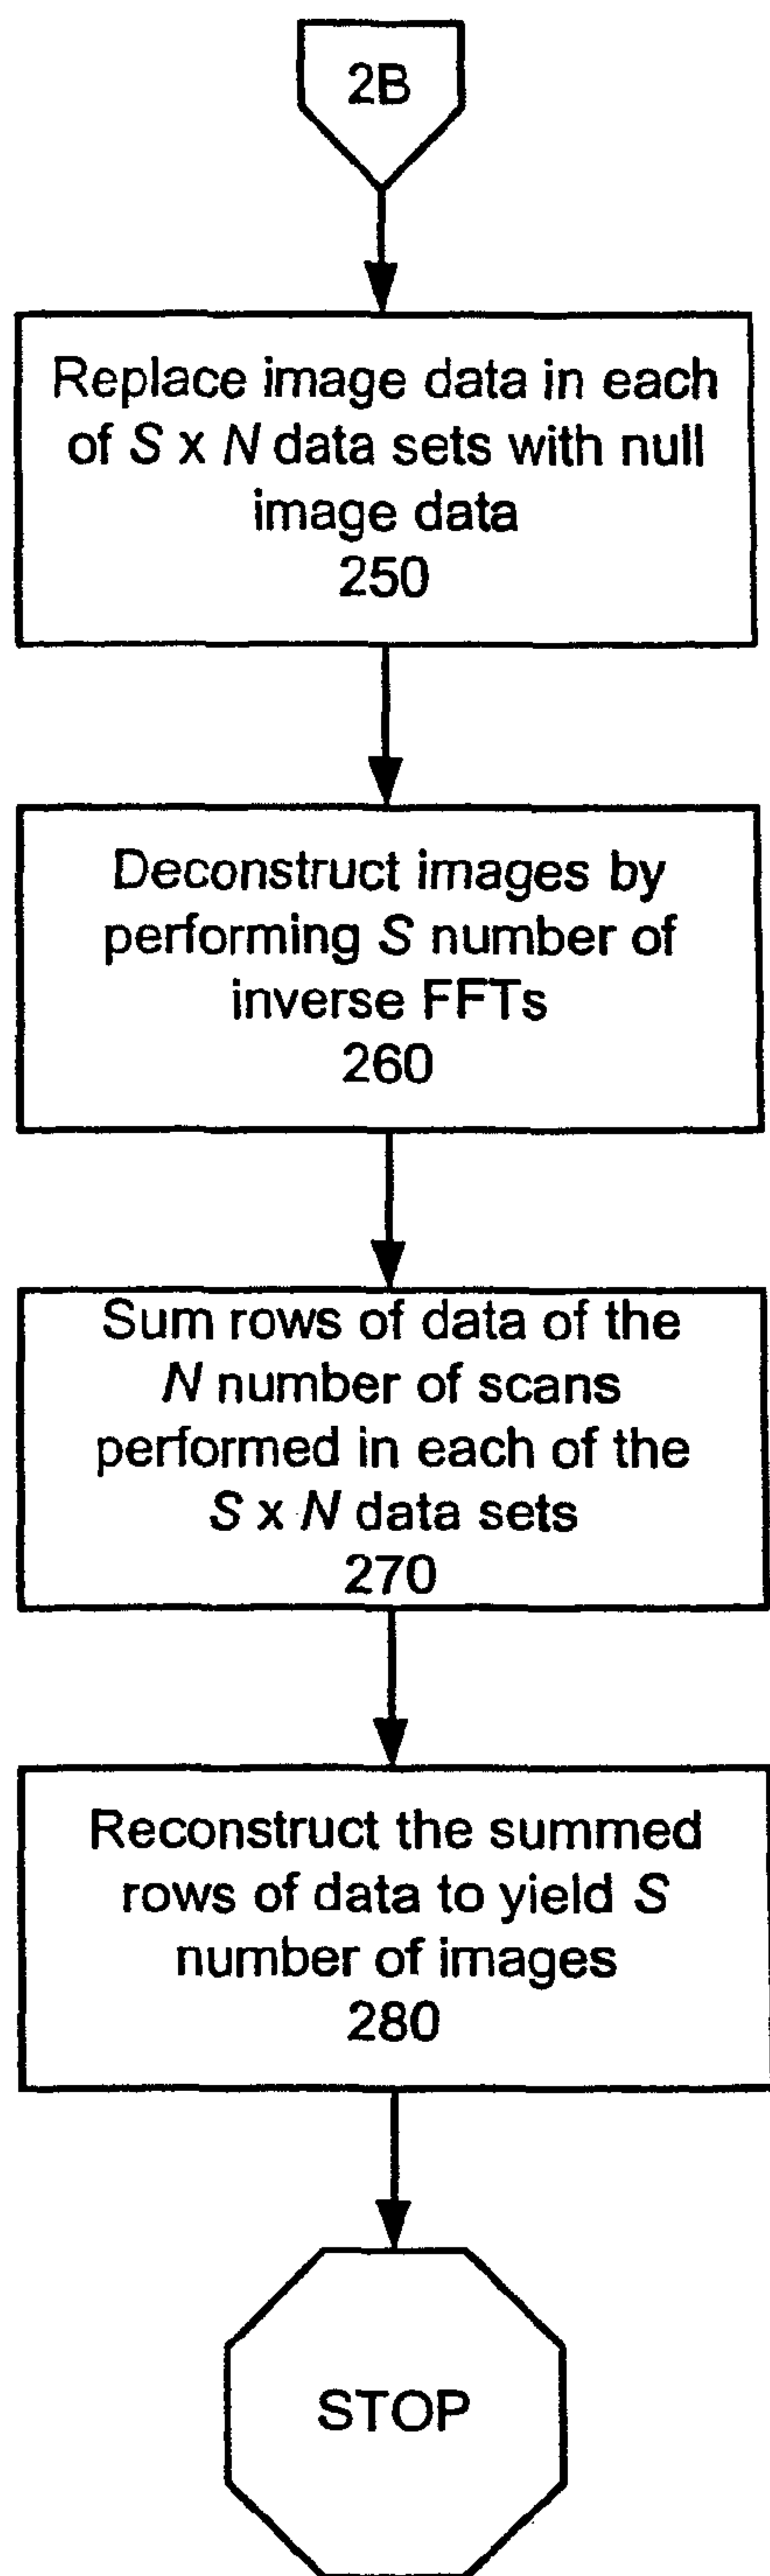 2B
Replace image data in each
of S x N data sets with null
image data
250
Deconstruct images by
performing S number of
inverse FFTs
260
Sum rows of data of the
N number of scans
performed in each of the
S x N data sets
270
Reconstruct the summed
rows of data to yield S
number of images
280
STOP